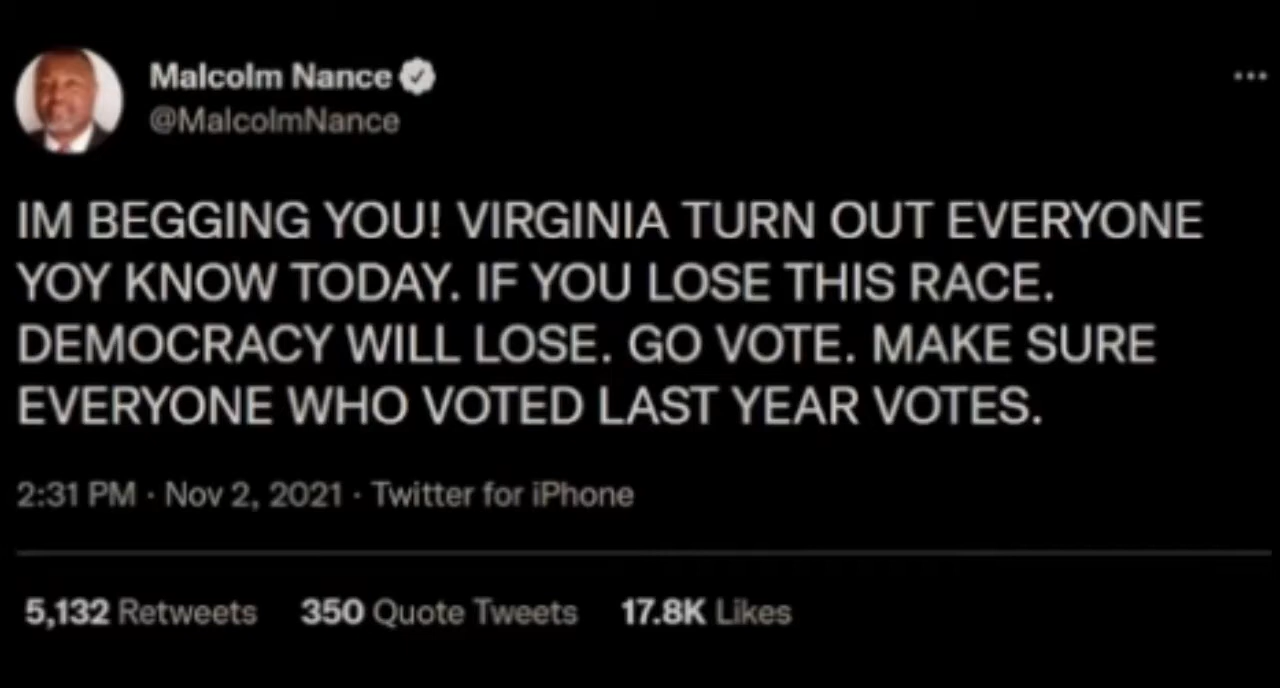 Malcolm Nance
@MalcolmNance
IM BEGGING YOU! VIRGINIA TURN OUT EVERYONE
YOY KNOW TODAY. IF YOU LOSE THIS RACE.
DEMOCRACY WILL LOSE. GO VOTE. MAKE SURE
EVERYONE WHO VOTED LAST YEAR VOTES.
2:31 PM · Nov 2, 2021 · Twitter for iPhone
5,132 Retweets 350 Quote Tweets 17.8K Likes